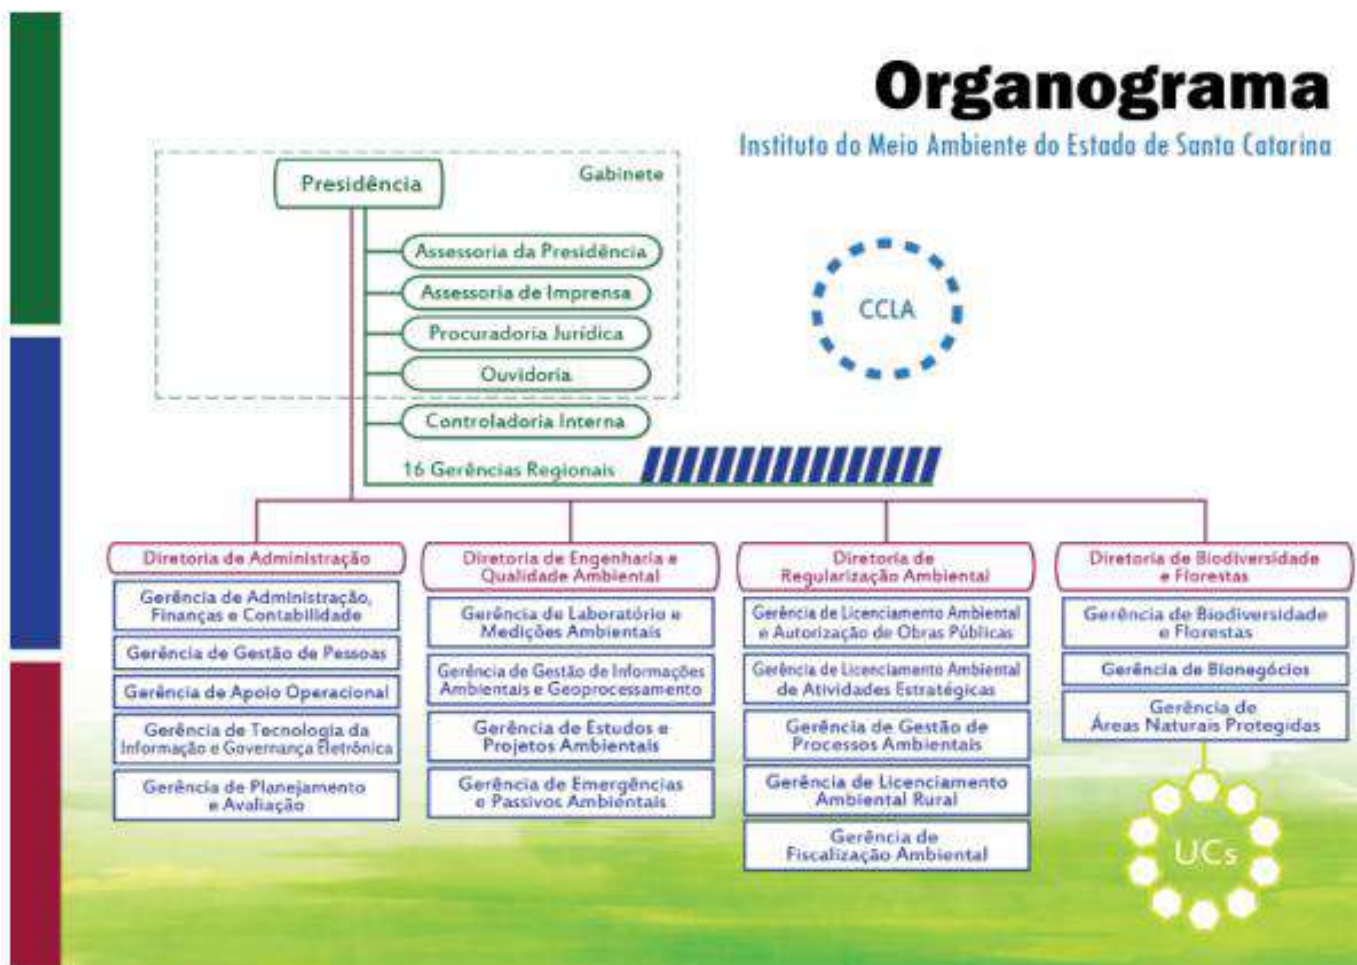 Organograma
Instituto do Meio Ambiente do Estado de Santa Catarina
Gabinete
Presidência
Assessoria da Presidência
Assessoria de Imprensa
Procuradoria Jurídica
Ouvidoria
Controladoria Interna
16 Gerências Regionais
CCLA
Diretoria de Administração
Gerência de Administração,
Finanças e Contabilidade
Gerência de Gestão de Pessoas
Gerência de Apoio Operacional
Gerência de Tecnologia da
Informação e Governança Eletrônica
Gerência de Planejamento
e Avaliação
Diretoria de Engenharia e
Qualidade Ambiental
Gerência de Laboratório e
Medições Ambientais
Gerência de Gestão de Informações
Ambientais e Geoprocessamento
Gerência de Estudos e
Projetos Ambientais
Gerência de Emergências
e Passivos Ambientais
Diretoria de
Regularização Ambiental
Gerência de Licenciamento Ambiental
e Autorização de Obras Públicas
Gerência de Licenciamento Ambiental
de Atividades Estratégicas
Gerência de Gestão de
Processos Ambientais
Gerência de Licenciamento
Ambiental Rural
Gerência de
Fiscalização Ambiental
Diretoria de Biodiversidade
e Florestas
Gerência de Biodiversidade
e Florestas
Gerência de Bionegócios
Gerência de
Áreas Naturais Protegidas
UCs